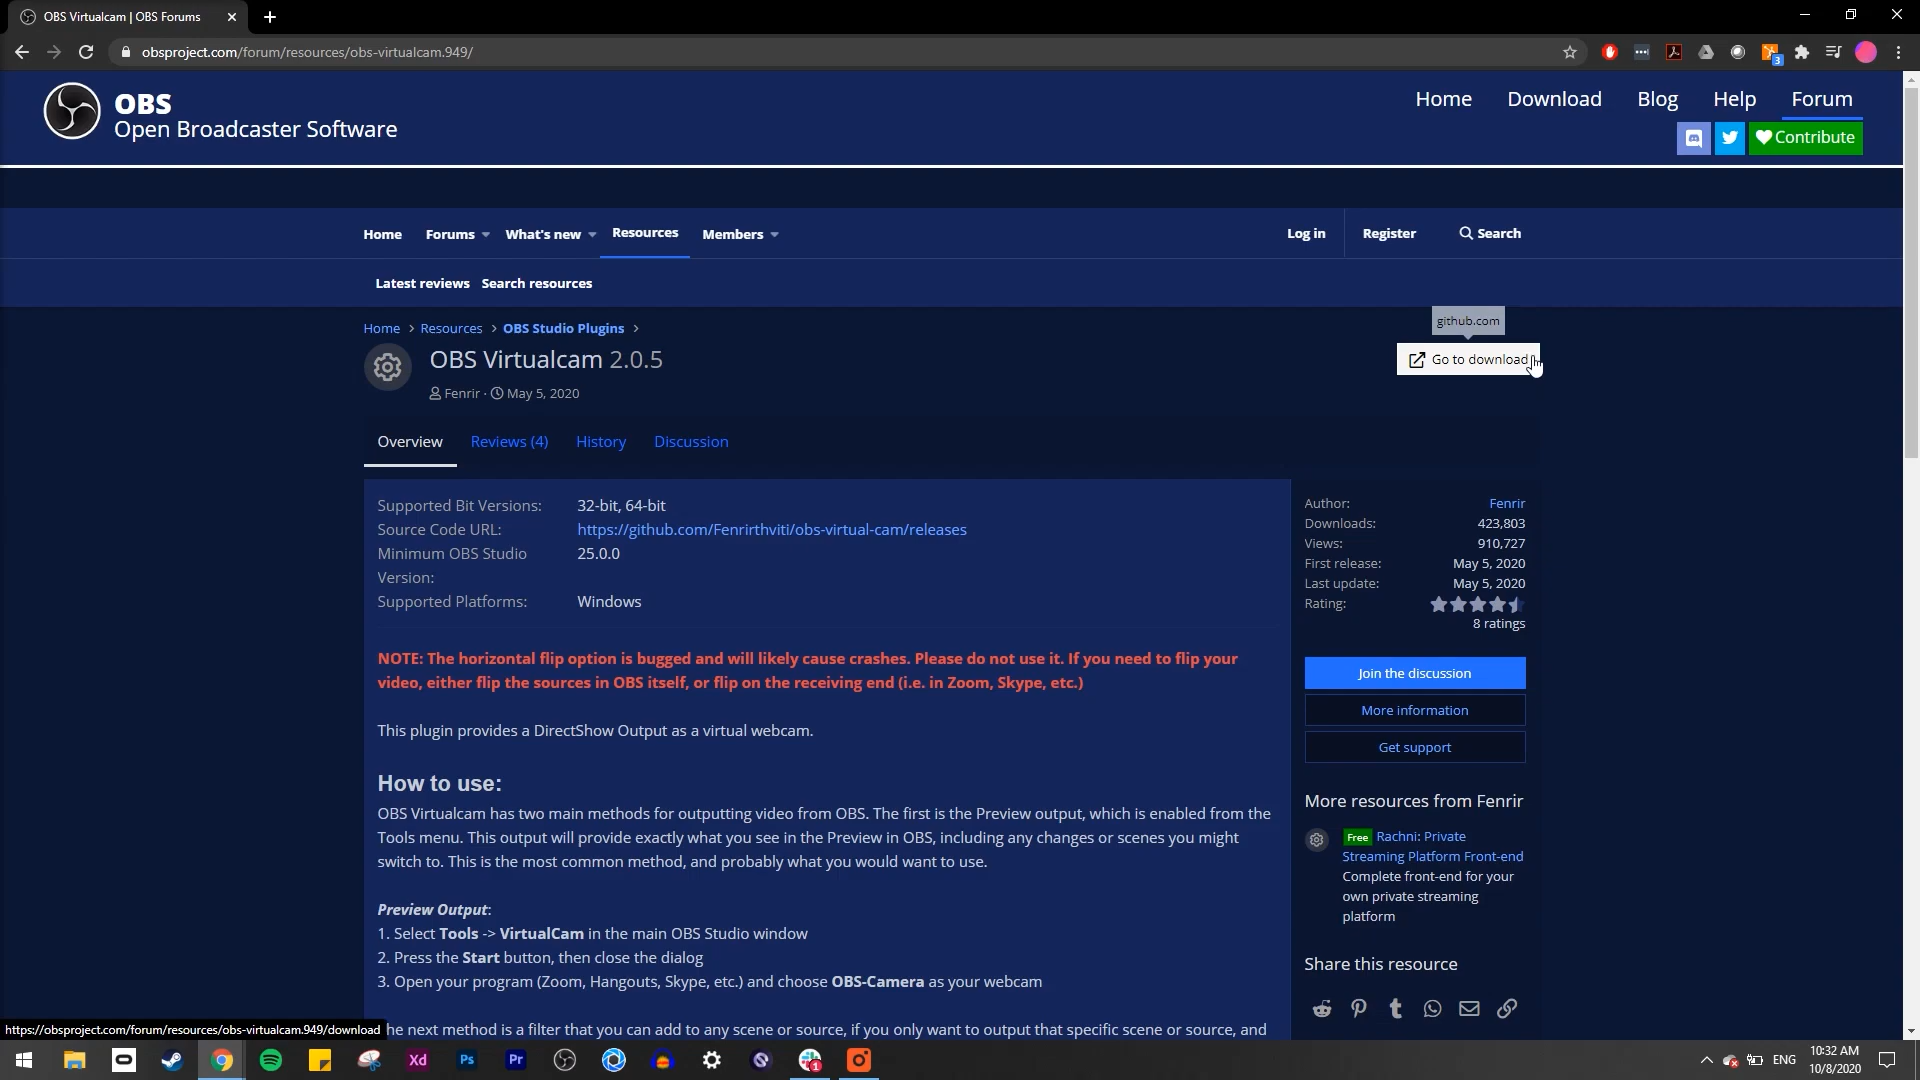 OBS Virtualcam | OBS Forums
obsproject.com/forum/resources/obs-virtualcam.949/
3
OBS
Open Broadcaster Software
Home Download Blog Help Forum
Contribute
Home Forums What's new Resources Members Log in Register Search
Latest reviews Search resources
Home › Resources › OBS Studio Plugins ›
github.com
OBS Virtualcam 2.0.5
Go to download
Fenrir · May 5, 2020
Overview Reviews (4) History Discussion
Supported Bit Versions: 32-bit, 64-bit
Source Code URL: https://github.com/Fenrirthviti/obs-virtual-cam/releases
Minimum OBS Studio 25.0.0
Version:
Supported Platforms: Windows
NOTE: The horizontal flip option is bugged and will likely cause crashes. Please do not use it. If you need to flip your
video, either flip the sources in OBS itself, or flip on the receiving end (i.e. in Zoom, Skype, etc.)
This plugin provides a DirectShow Output as a virtual webcam.
How to use:
OBS Virtualcam has two main methods for outputting video from OBS. The first is the Preview output, which is enabled from the
Tools menu. This output will provide exactly what you see in the Preview in OBS, including any changes or scenes you might
switch to. This is the most common method, and probably what you would want to use.
Preview Output:
1. Select Tools -> VirtualCam in the main OBS Studio window
2. Press the Start button, then close the dialog
3. Open your program (Zoom, Hangouts, Skype, etc.) and choose OBS-Camera as your webcam
he next method is a filter that you can add to any scene or source, if you only want to output that specific scene or source, and
Author: Fenrir
Downloads: 423,803
Views: 910,727
First release: May 5, 2020
Last update: May 5, 2020
Rating:
8 ratings
Join the discussion
More information
Get support
More resources from Fenrir
Free Rachni: Private
Streaming Platform Front-end
Complete front-end for your
own private streaming
platform
Share this resource
https://obsproject.com/forum/resources/obs-virtualcam.949/download
Xd Ps Pr 1 ENG
10:32 AM
10/8/2020